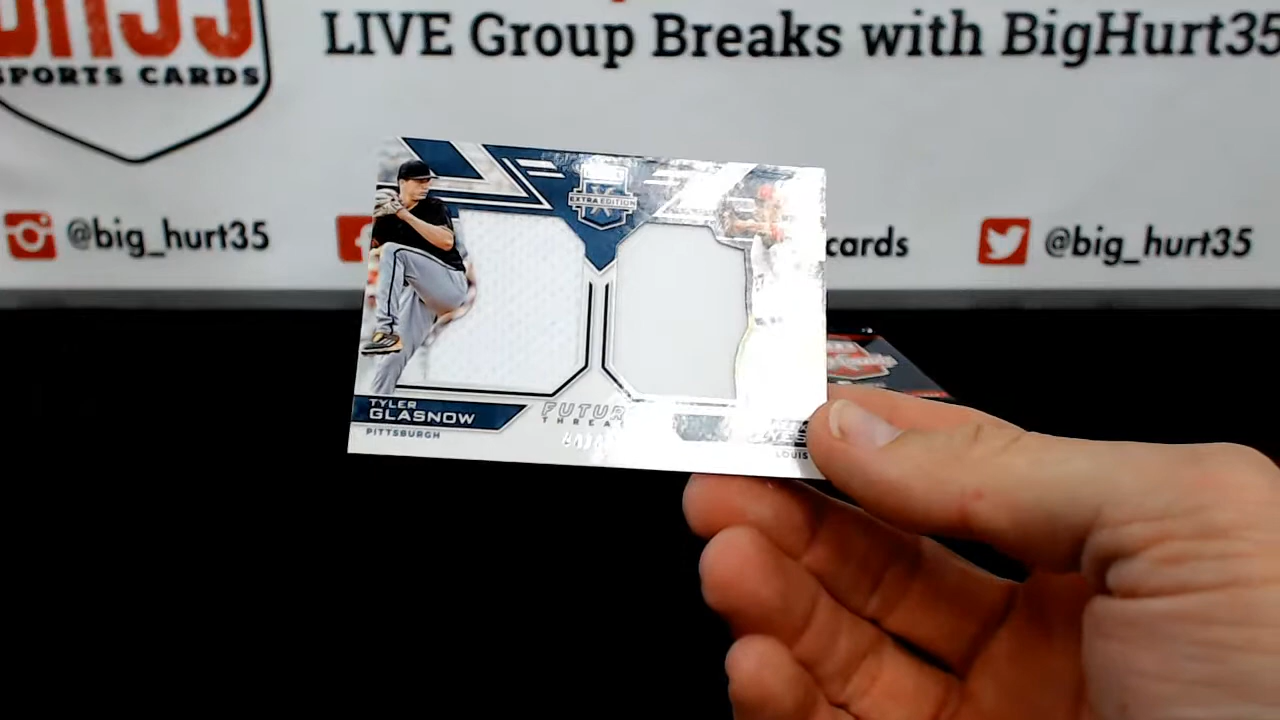 LIVE Group Breaks with BigHurt35
SPORTS CARDS
@big_hurt35
cards
@big_hurt35
EXTRA EDITION
TYLER
GLASNOW
PITTSBURGH
LOUIS